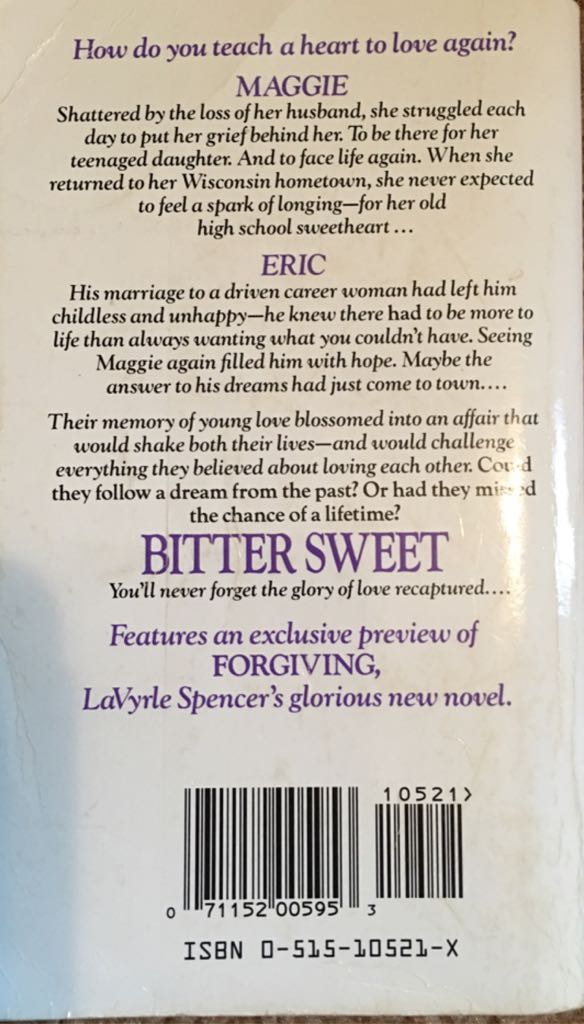 How do you teach a heart to love again?
MAGGIE
Shattered by the loss of her husband, she struggled each
day to put her grief behind her. To be there for her
teenaged daughter. And to face life again. When she
returned to her Wisconsin hometown, she never expected
to feel a spark of longing—for her old
high school sweetheart ...
ERIC
His marriage to a driven career woman had left him
childless and unhappy—he knew there had to be more to
life than always wanting what you couldn't have. Seeing
Maggie again filled him with hope. Maybe the
answer to his dreams had just come to town....
Their memory of young love blossomed into an affair that
would shake both their lives—and would challenge
everything they believed about loving each other. Could
they follow a dream from the past? Or had they missed
the chance of a lifetime?
BITTER SWEET
You'll never forget the glory of love recaptured....
Features an exclusive preview of
FORGIVING,
LaVyrle Spencer's glorious new novel.
10521>
0 71152 00595 3
ISBN 0-515-10521-X